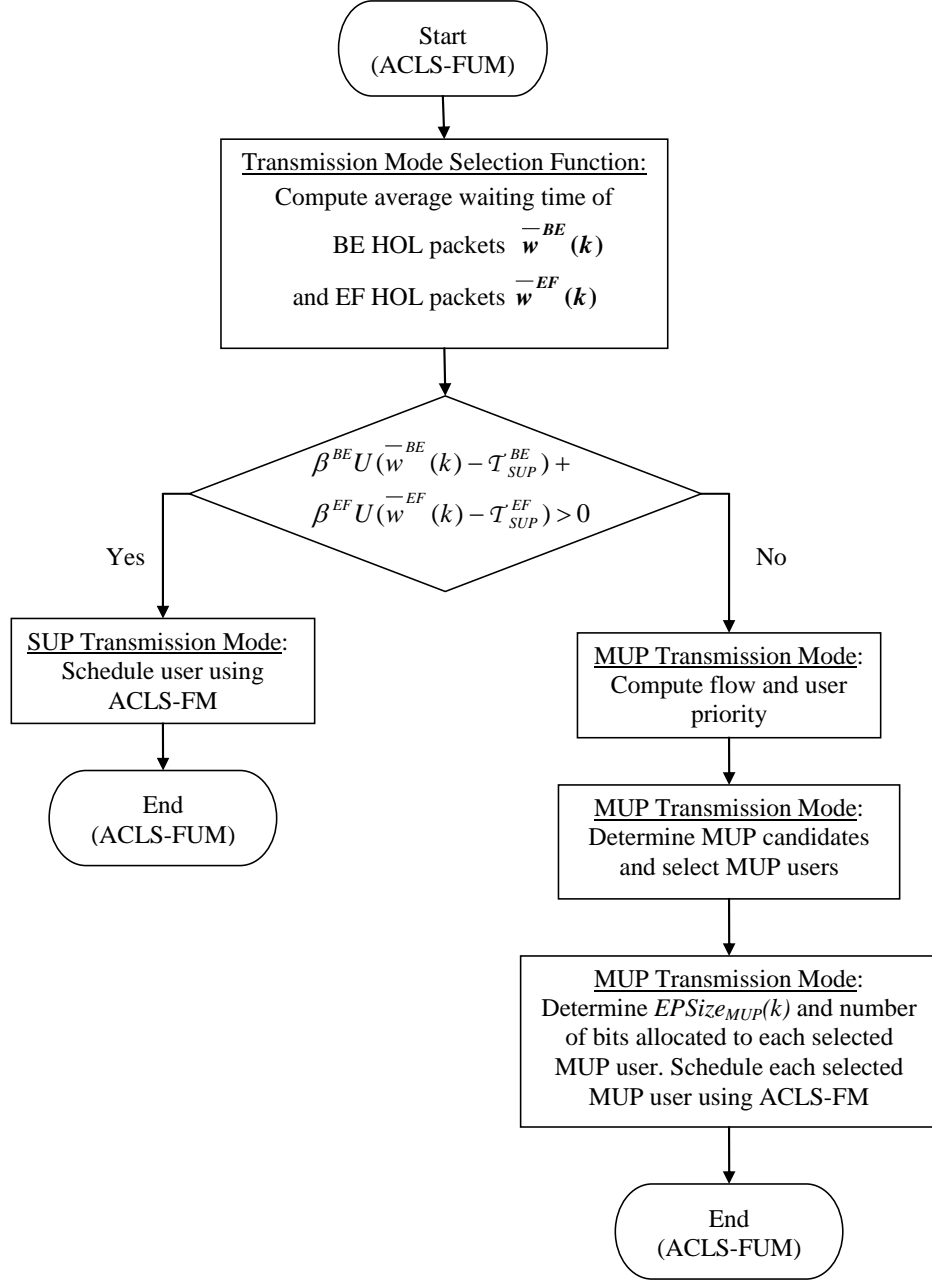 Start
(ACLS-FUM)
Transmission Mode Selection Function:
Compute average waiting time of
BE HOL packets w̅^BE (k)
and EF HOL packets w̅^EF (k)
β^BE U(w̅^BE (k) − 𝒯_SUP^BE) +
β^EF U(w̅^EF (k) − 𝒯_SUP^EF) > 0
Yes
No
SUP Transmission Mode:
Schedule user using
ACLS-FM
End
(ACLS-FUM)
MUP Transmission Mode:
Compute flow and user
priority
MUP Transmission Mode:
Determine MUP candidates
and select MUP users
MUP Transmission Mode:
Determine EPSize_MUP(k) and number
of bits allocated to each selected
MUP user. Schedule each selected
MUP user using ACLS-FM
End
(ACLS-FUM)